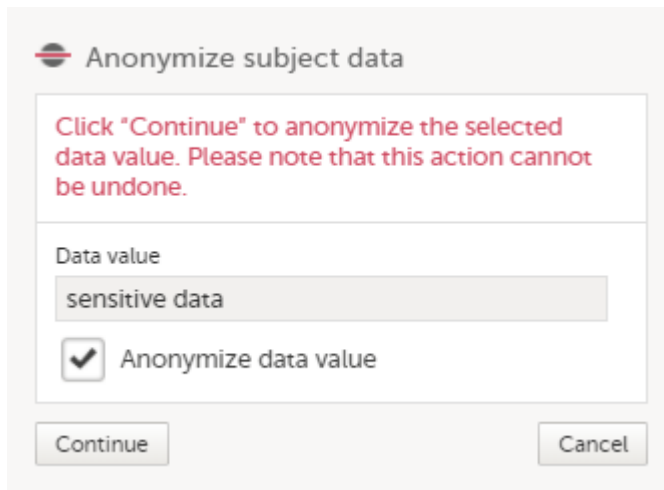 Anonymize subject data
Click “Continue” to anonymize the selected
data value. Please note that this action cannot
be undone.
Data value
sensitive data
Anonymize data value
Continue
Cancel